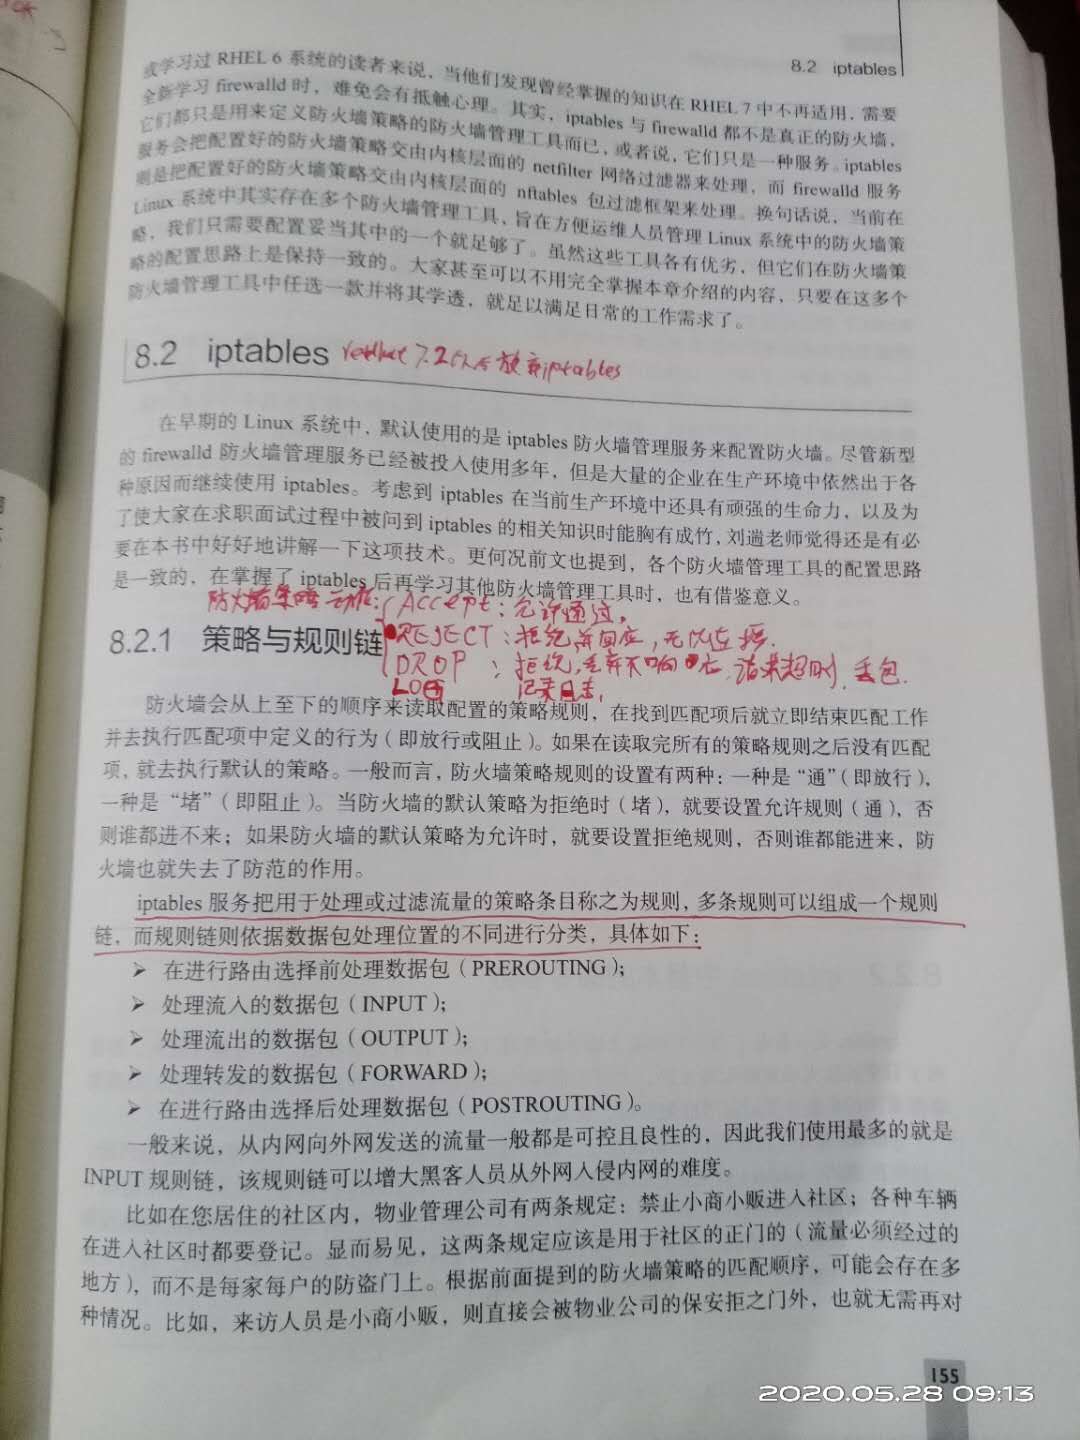 8.2 iptables
或学习过 RHEL 6 系统的读者来说，当他们发现曾经掌握的知识在 RHEL 7 中不再适用，需要
全新学习 firewalld 时，难免会有抵触心理。其实，iptables 与 firewalld 都不是真正的防火墙，
它们都只是用来定义防火墙策略的防火墙管理工具而已，或者说，它们只是一种服务。iptables
服务会把配置好的防火墙策略交由内核层面的 netfilter 网络过滤器来处理，而 firewalld 服务
则是把配置好的防火墙策略交由内核层面的 nftables 包过滤框架来处理。换句话说，当前在
Linux 系统中其实存在多个防火墙管理工具，旨在方便运维人员管理 Linux 系统中的防火墙策
略，我们只需要配置妥当其中的一个就足够了。虽然这些工具各有优劣，但它们在防火墙策
略的配置思路上是保持一致的。大家甚至可以不用完全掌握本章介绍的内容，只要在这多个
防火墙管理工具中任选一款并将其学透，就足以满足日常的工作需求了。
8.2 iptables redhat 7.2以后放弃iptables
在早期的 Linux 系统中，默认使用的是 iptables 防火墙管理服务来配置防火墙。尽管新型
的 firewalld 防火墙管理服务已经被投入使用多年，但是大量的企业在生产环境中依然出于各
种原因而继续使用 iptables。考虑到 iptables 在当前生产环境中还具有顽强的生命力，以及为
了使大家在求职面试过程中被问到 iptables 的相关知识时能胸有成竹，刘遄老师觉得还是有必
要在本书中好好地讲解一下这项技术。更何况前文也提到，各个防火墙管理工具的配置思路
是一致的，在掌握了 iptables 后再学习其他防火墙管理工具时，也有借鉴意义。
防火墙策略动作: ACCEPT: 允许通过,
REJECT: 拒绝并回应, 无法连接.
DROP : 拒绝, 丢弃不响应, 请求超时, 丢包.
LOG 记录日志,
8.2.1 策略与规则链
防火墙会从上至下的顺序来读取配置的策略规则，在找到匹配项后就立即结束匹配工作
并去执行匹配项中定义的行为（即放行或阻止）。如果在读取完所有的策略规则之后没有匹配
项，就去执行默认的策略。一般而言，防火墙策略规则的设置有两种：一种是“通”（即放行），
一种是“堵”（即阻止）。当防火墙的默认策略为拒绝时（堵），就要设置允许规则（通），否
则谁都进不来；如果防火墙的默认策略为允许时，就要设置拒绝规则，否则谁都能进来，防
火墙也就失去了防范的作用。
iptables 服务把用于处理或过滤流量的策略条目称之为规则，多条规则可以组成一个规则
链，而规则链则依据数据包处理位置的不同进行分类，具体如下：
➢ 在进行路由选择前处理数据包（PREROUTING）；
➢ 处理流入的数据包（INPUT）；
➢ 处理流出的数据包（OUTPUT）；
➢ 处理转发的数据包（FORWARD）；
➢ 在进行路由选择后处理数据包（POSTROUTING）。
一般来说，从内网向外网发送的流量一般都是可控且良性的，因此我们使用最多的就是
INPUT 规则链，该规则链可以增大黑客人员从外网入侵内网的难度。
比如在您居住的社区内，物业管理公司有两条规定：禁止小商小贩进入社区；各种车辆
在进入社区时都要登记。显而易见，这两条规定应该是用于社区的正门的（流量必须经过的
地方），而不是每家每户的防盗门上。根据前面提到的防火墙策略的匹配顺序，可能会存在多
种情况。比如，来访人员是小商小贩，则直接会被物业公司的保安拒之门外，也就无需再对
155
2020.05.28 09:13